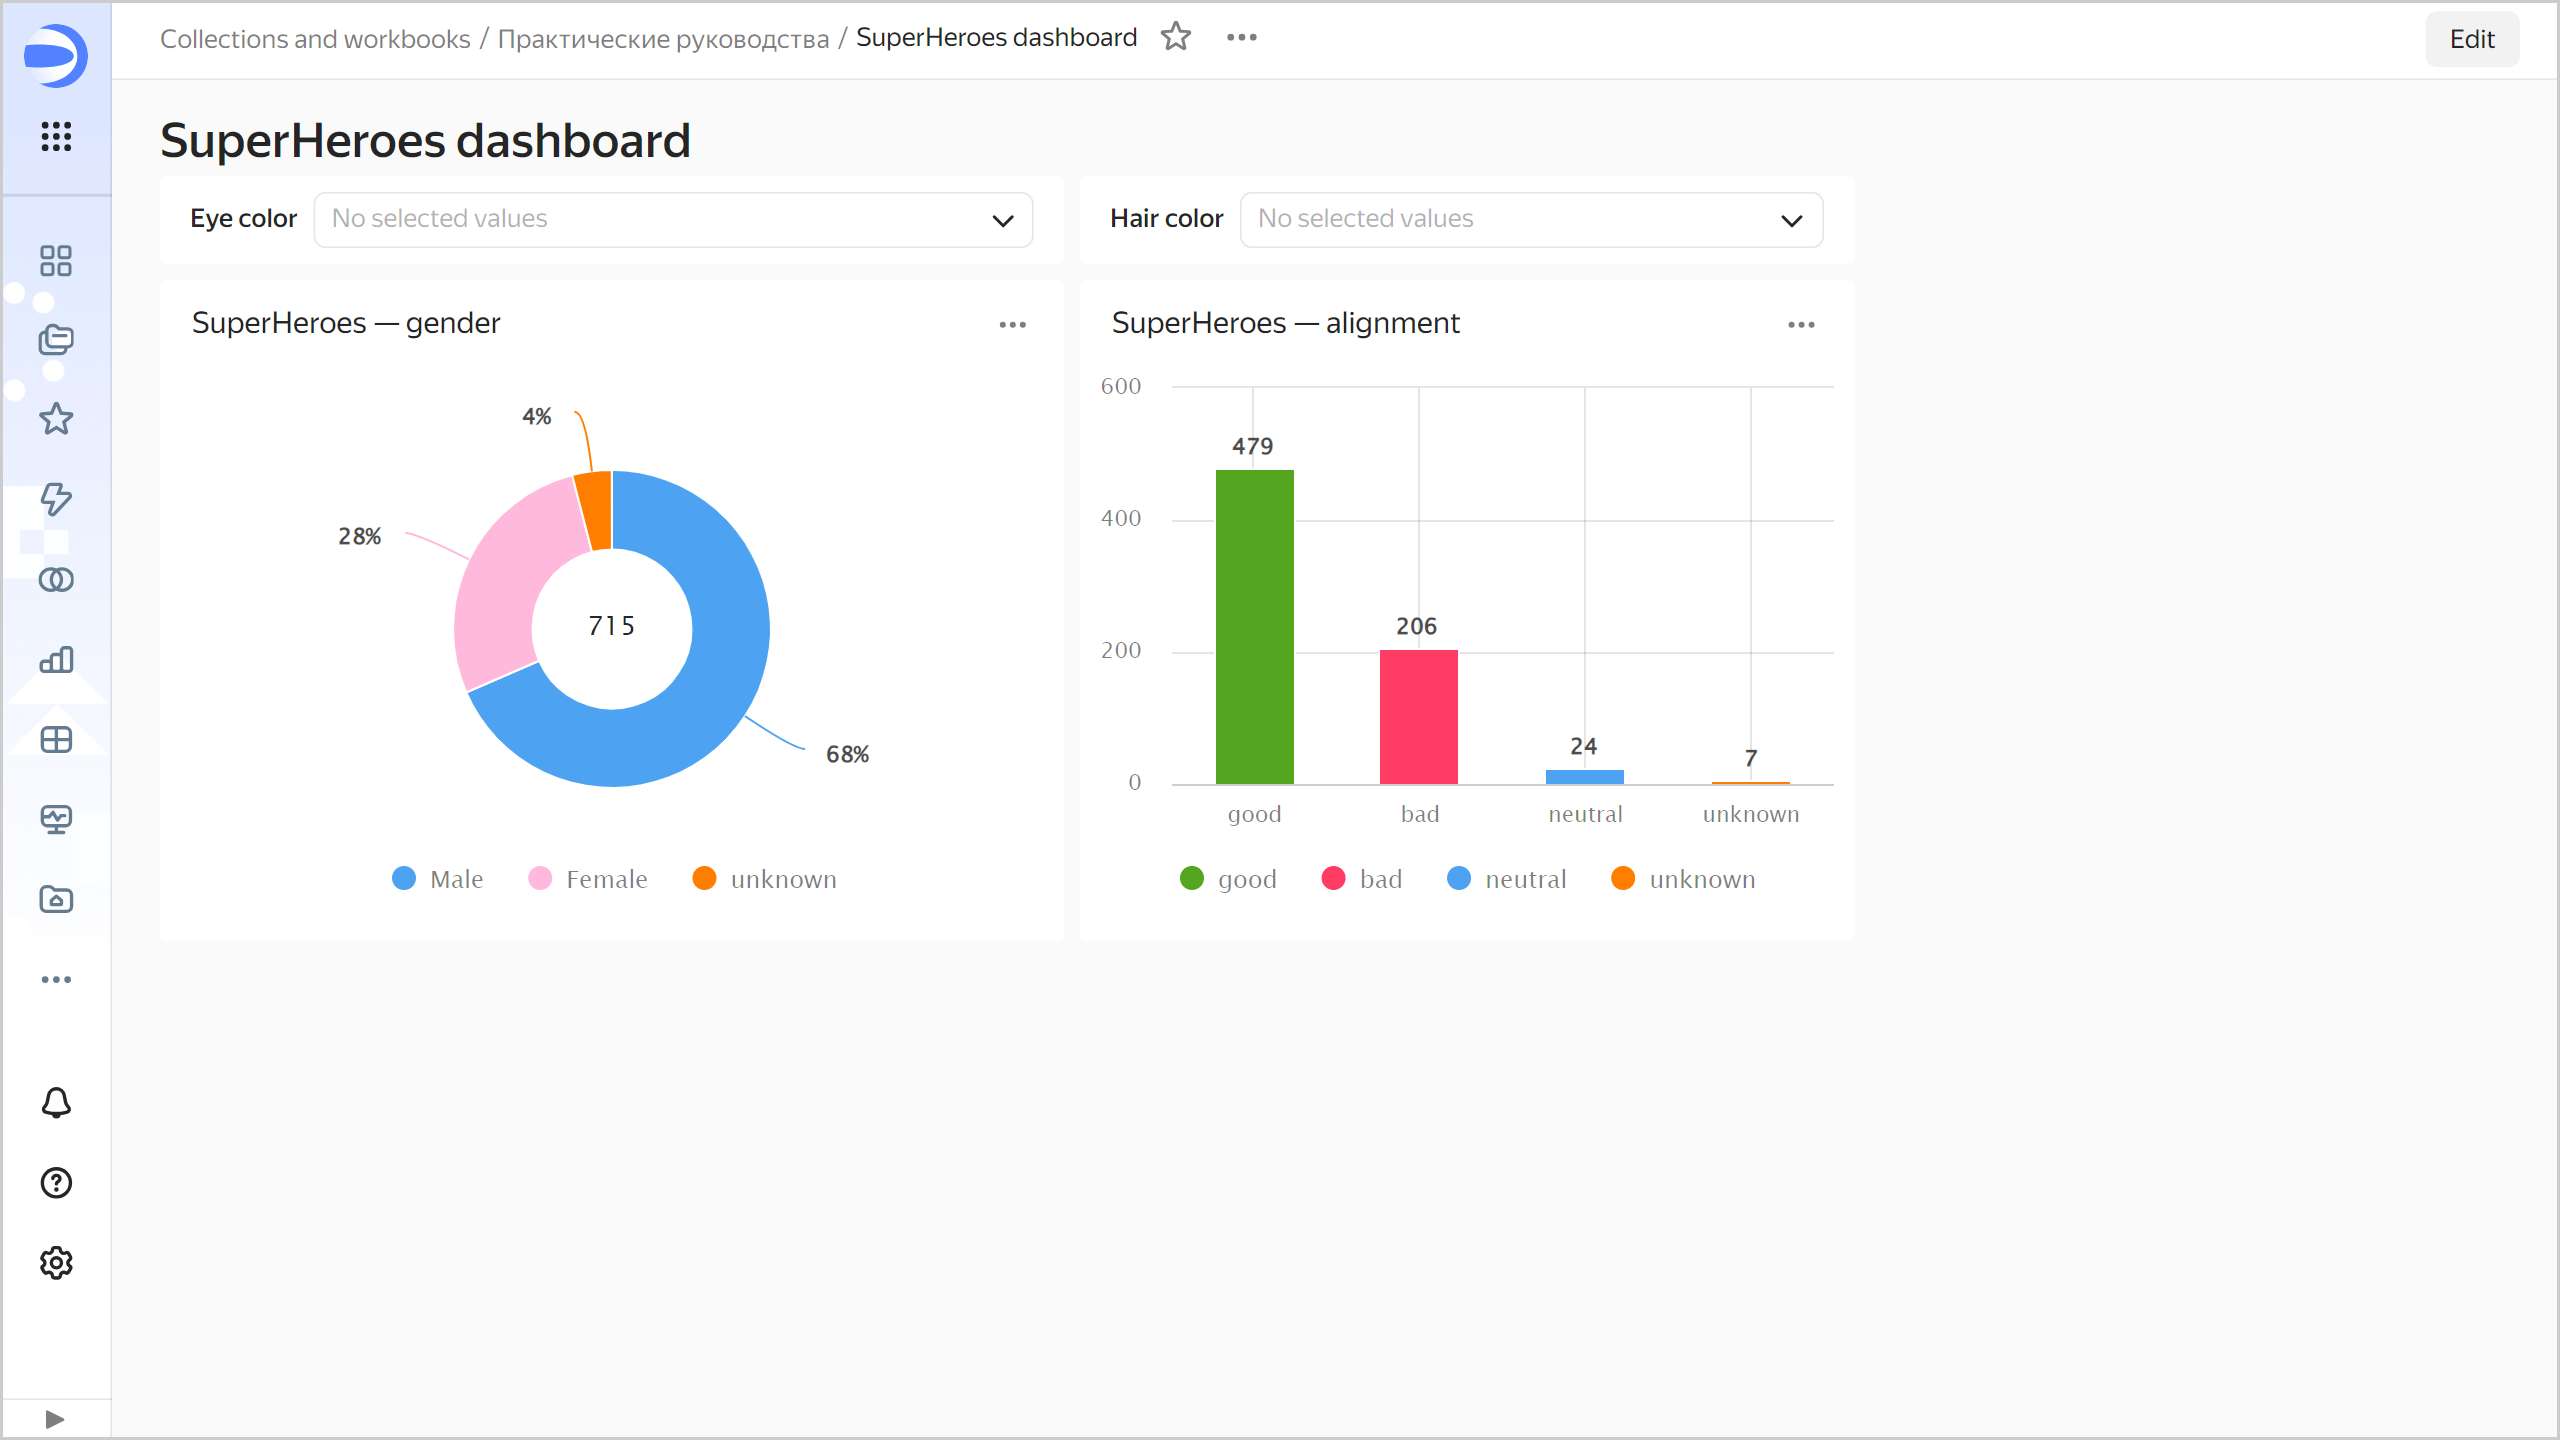 Collections and workbooks / Практические руководства / SuperHeroes dashboard
Edit
SuperHeroes dashboard
Eye color No selected values
Hair color No selected values
SuperHeroes — gender
4%
28%
715
68%
Male Female unknown
SuperHeroes — alignment
600
479
400
206
200
24
7
0
good bad neutral unknown
good bad neutral unknown